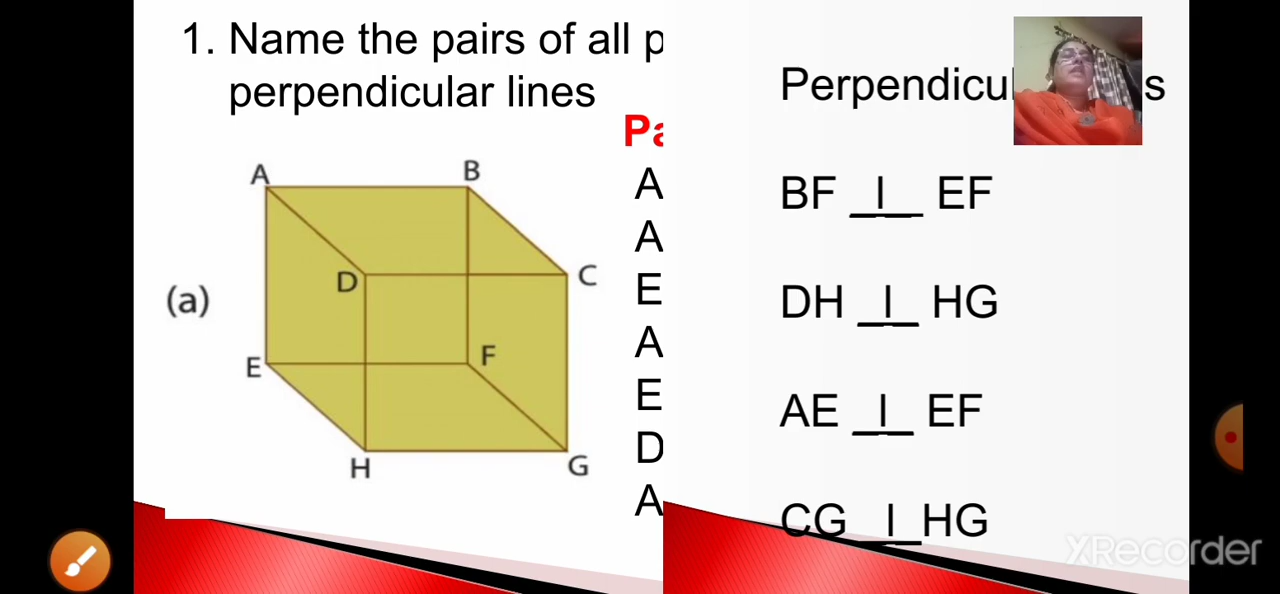 1. Name the pairs of all p
perpendicular lines
Pa
A
A
E
A
E
D
A
(a)
A
B
D
C
E
F
H
G
Perpendicu s
BF _I_ EF
DH _I_ HG
AE _I_ EF
CG _I_HG
XRecorder